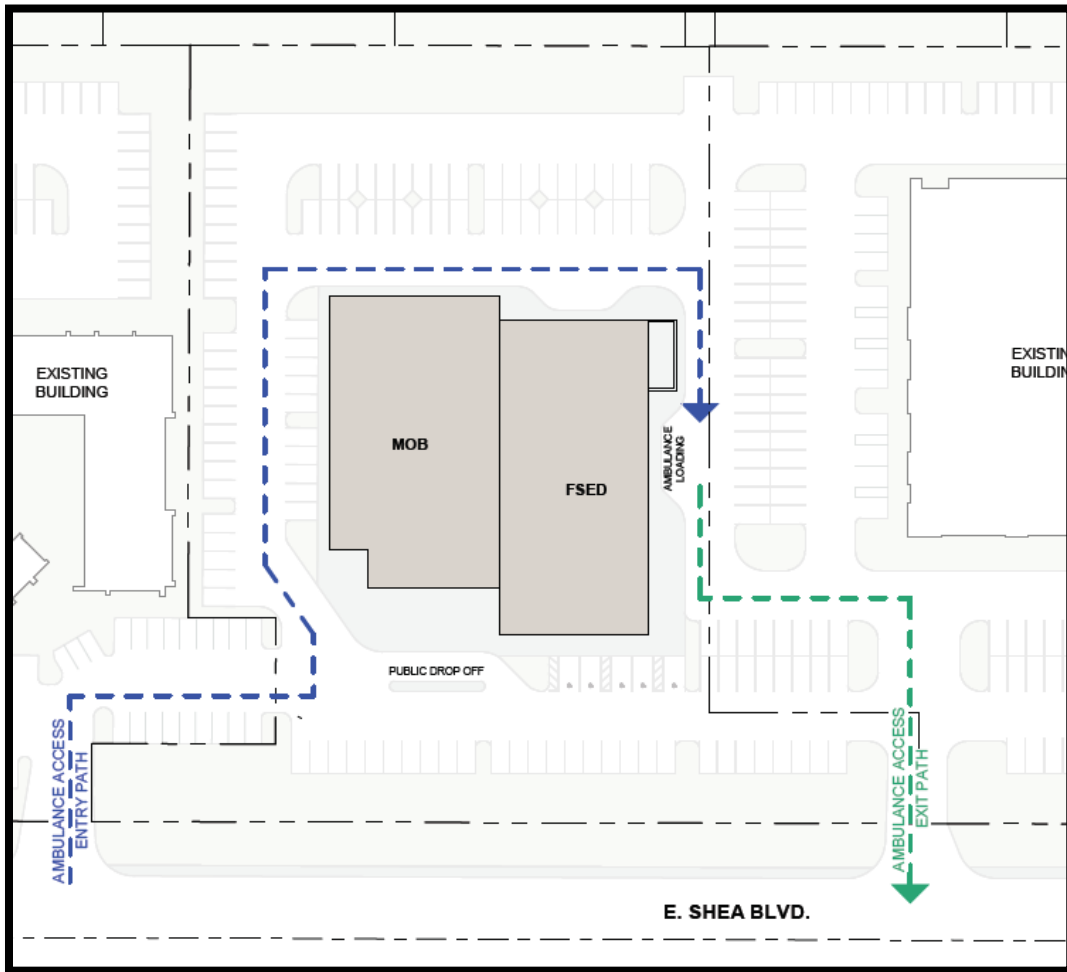 EXISTING
BUILDING
EXISTIN
BUILDIN
MOB
FSED
AMBULANCE
LOADING
PUBLIC DROP OFF
AMBULANCE ACCESS
ENTRY PATH
AMBULANCE ACCESS
EXIT PATH
E. SHEA BLVD.